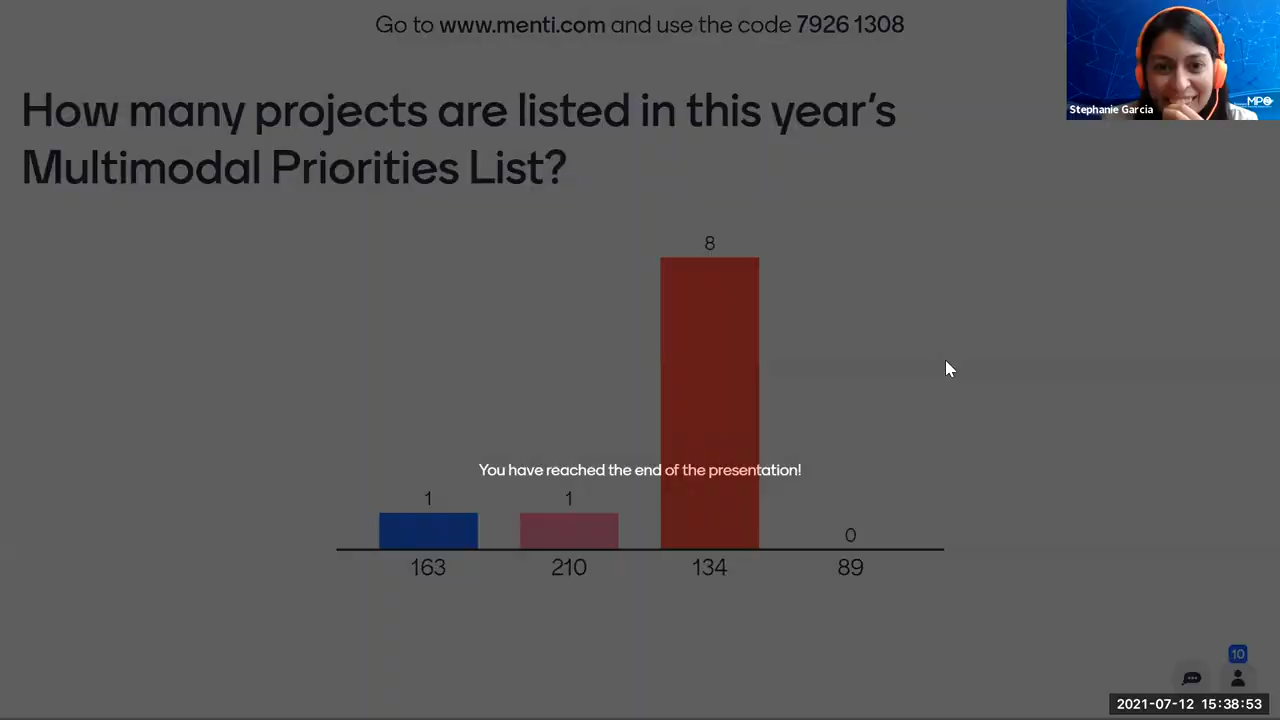 Go to www.menti.com and use the code 7926 1308
Stephanie Garcia
MPO
How many projects are listed in this year's
Multimodal Priorities List?
8
You have reached the end of the presentation!
1
1
0
163
210
134
89
10
2021-07-12 15:38:53